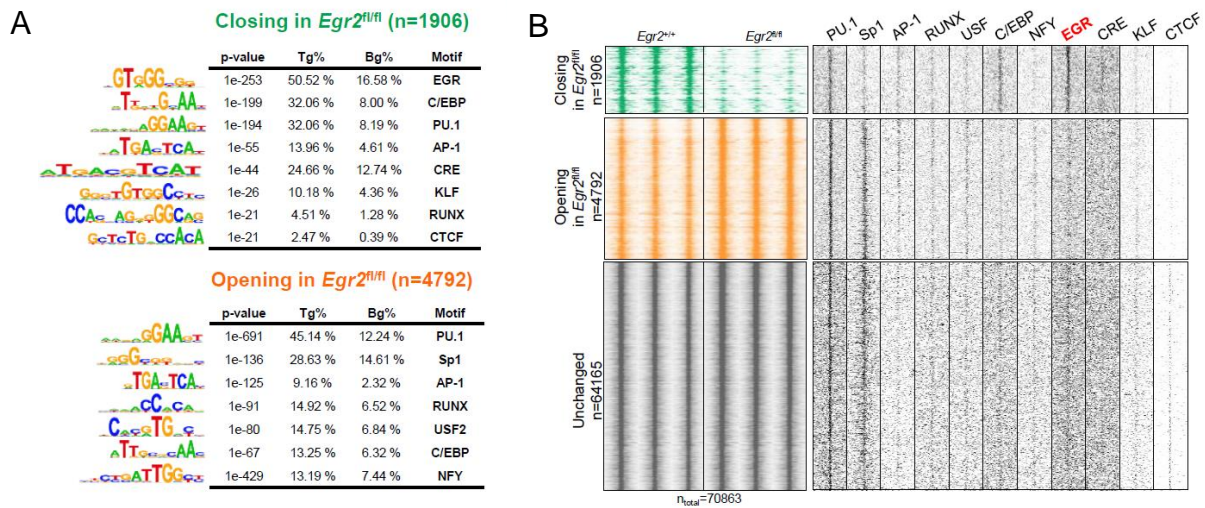 A
Closing in Egr2fl/fl (n=1906)
p-value Tg% Bg% Motif
1e-253 50.52 % 16.58 % EGR
1e-199 32.06 % 8.00 % C/EBP
1e-194 32.06 % 8.19 % PU.1
1e-55 13.96 % 4.61 % AP-1
1e-44 24.66 % 12.74 % CRE
1e-26 10.18 % 4.36 % KLF
1e-21 4.51 % 1.28 % RUNX
1e-21 2.47 % 0.39 % CTCF
Opening in Egr2fl/fl (n=4792)
p-value Tg% Bg% Motif
1e-691 45.14 % 12.24 % PU.1
1e-136 28.63 % 14.61 % Sp1
1e-125 9.16 % 2.32 % AP-1
1e-91 14.92 % 6.52 % RUNX
1e-80 14.75 % 6.84 % USF2
1e-67 13.25 % 6.32 % C/EBP
1e-429 13.19 % 7.44 % NFY
B
Egr2+/+ Egr2fl/fl
PU.1 Sp1 AP-1 RUNX USF C/EBP NFY EGR CRE KLF CTCF
Closing
in Egr2fl/fl
n=1906
Opening
in Egr2fl/fl
n=4792
Unchanged
n=64165
ntotal=70863